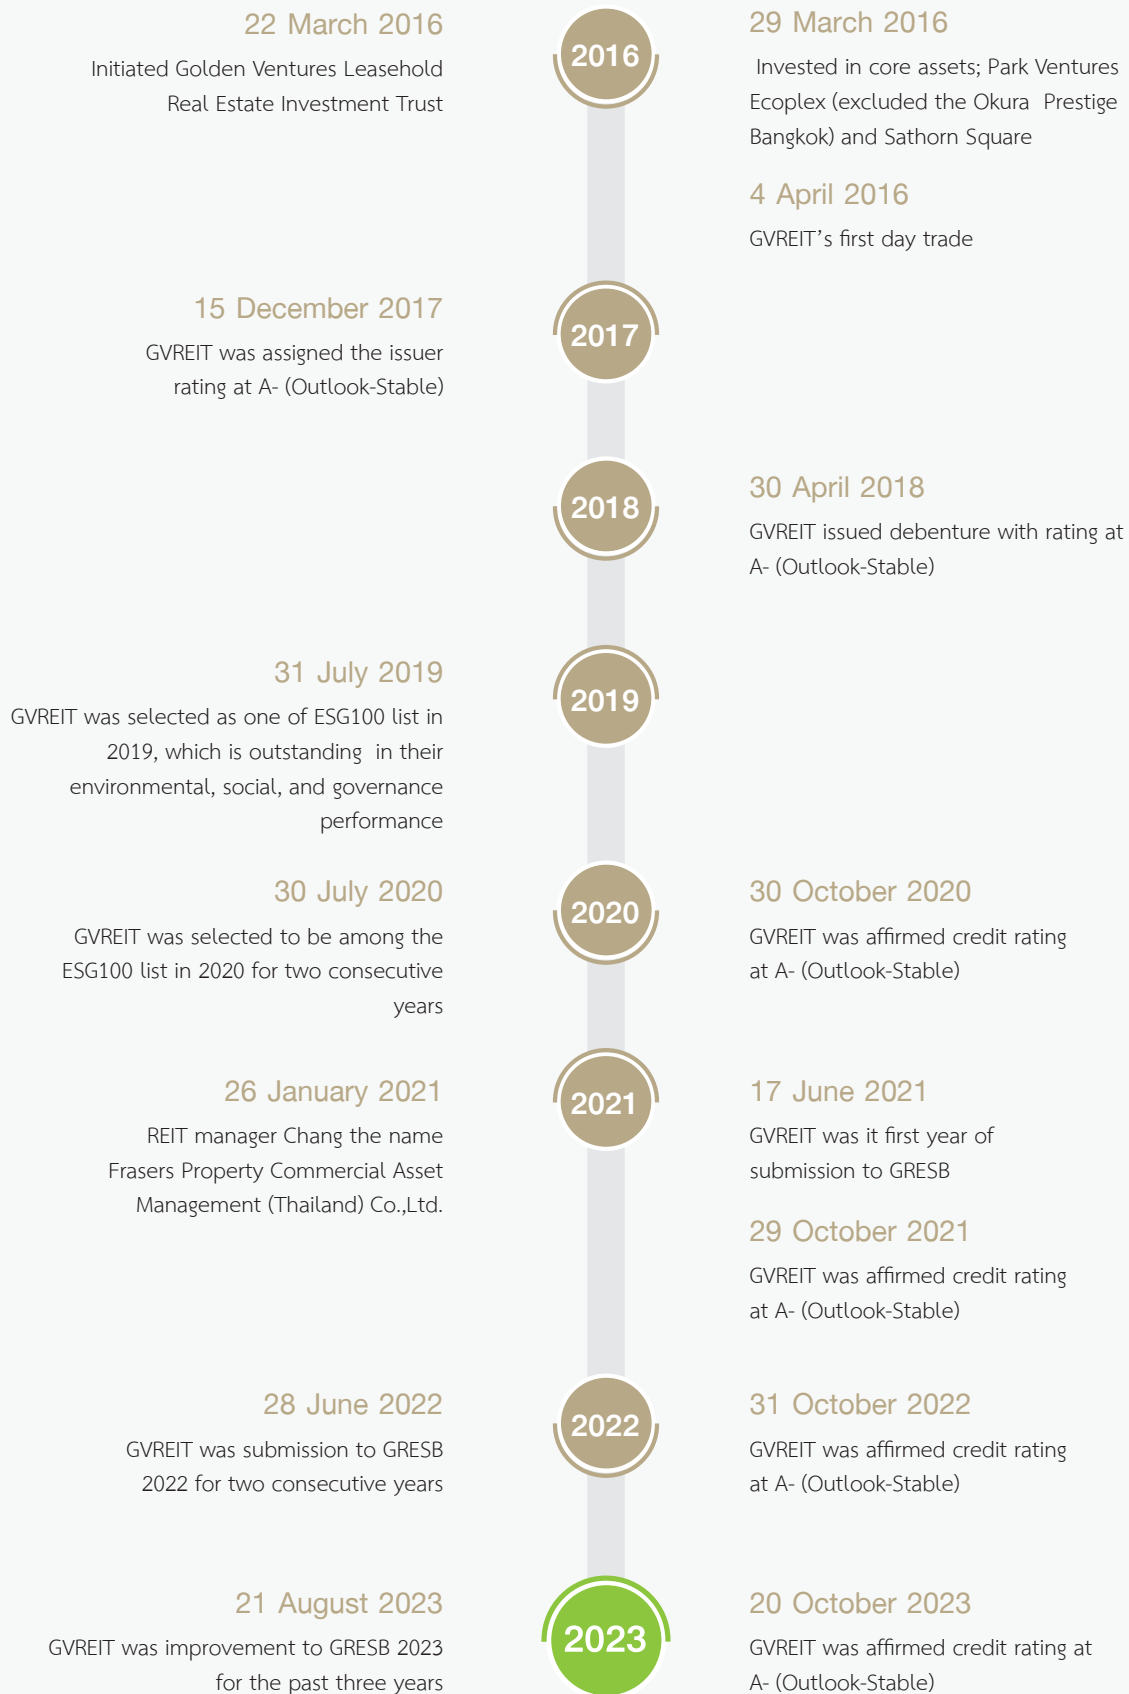 22 March 2016
Initiated Golden Ventures Leasehold
Real Estate Investment Trust
2016
29 March 2016
Invested in core assets; Park Ventures
Ecoplex (excluded the Okura Prestige
Bangkok) and Sathorn Square
4 April 2016
GVREIT’s first day trade
15 December 2017
GVREIT was assigned the issuer
rating at A- (Outlook-Stable)
2017
2018
30 April 2018
GVREIT issued debenture with rating at
A- (Outlook-Stable)
31 July 2019
GVREIT was selected as one of ESG100 list in
2019, which is outstanding in their
environmental, social, and governance
performance
2019
30 July 2020
GVREIT was selected to be among the
ESG100 list in 2020 for two consecutive
years
2020
30 October 2020
GVREIT was affirmed credit rating
at A- (Outlook-Stable)
26 January 2021
REIT manager Chang the name
Frasers Property Commercial Asset
Management (Thailand) Co.,Ltd.
2021
17 June 2021
GVREIT was it first year of
submission to GRESB
29 October 2021
GVREIT was affirmed credit rating
at A- (Outlook-Stable)
28 June 2022
GVREIT was submission to GRESB
2022 for two consecutive years
2022
31 October 2022
GVREIT was affirmed credit rating
at A- (Outlook-Stable)
21 August 2023
GVREIT was improvement to GRESB 2023
for the past three years
2023
20 October 2023
GVREIT was affirmed credit rating at
A- (Outlook-Stable)